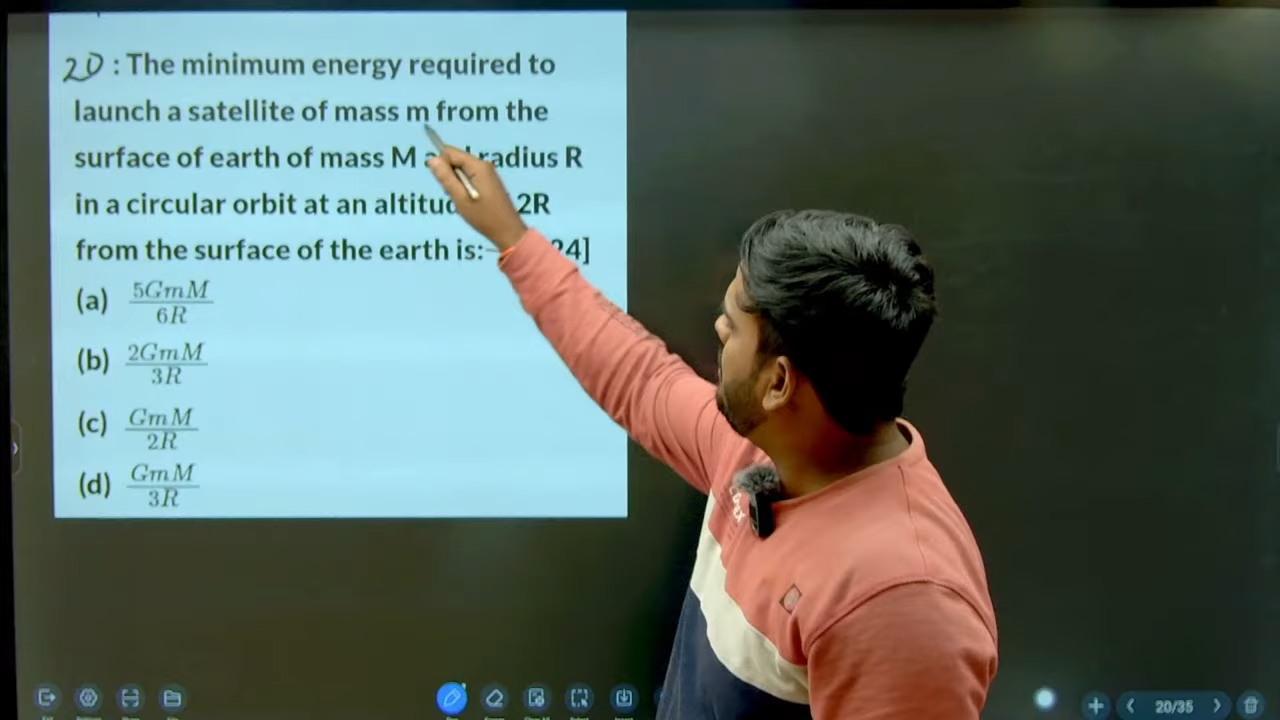 20 : The minimum energy required to
launch a satellite of mass m from the
surface of earth of mass M radius R
in a circular orbit at an 2R
from the surface of the earth is:- 24]
(a) 5GmM / 6R
(b) 2GmM / 3R
(c) GmM / 2R
(d) GmM / 3R
20/35